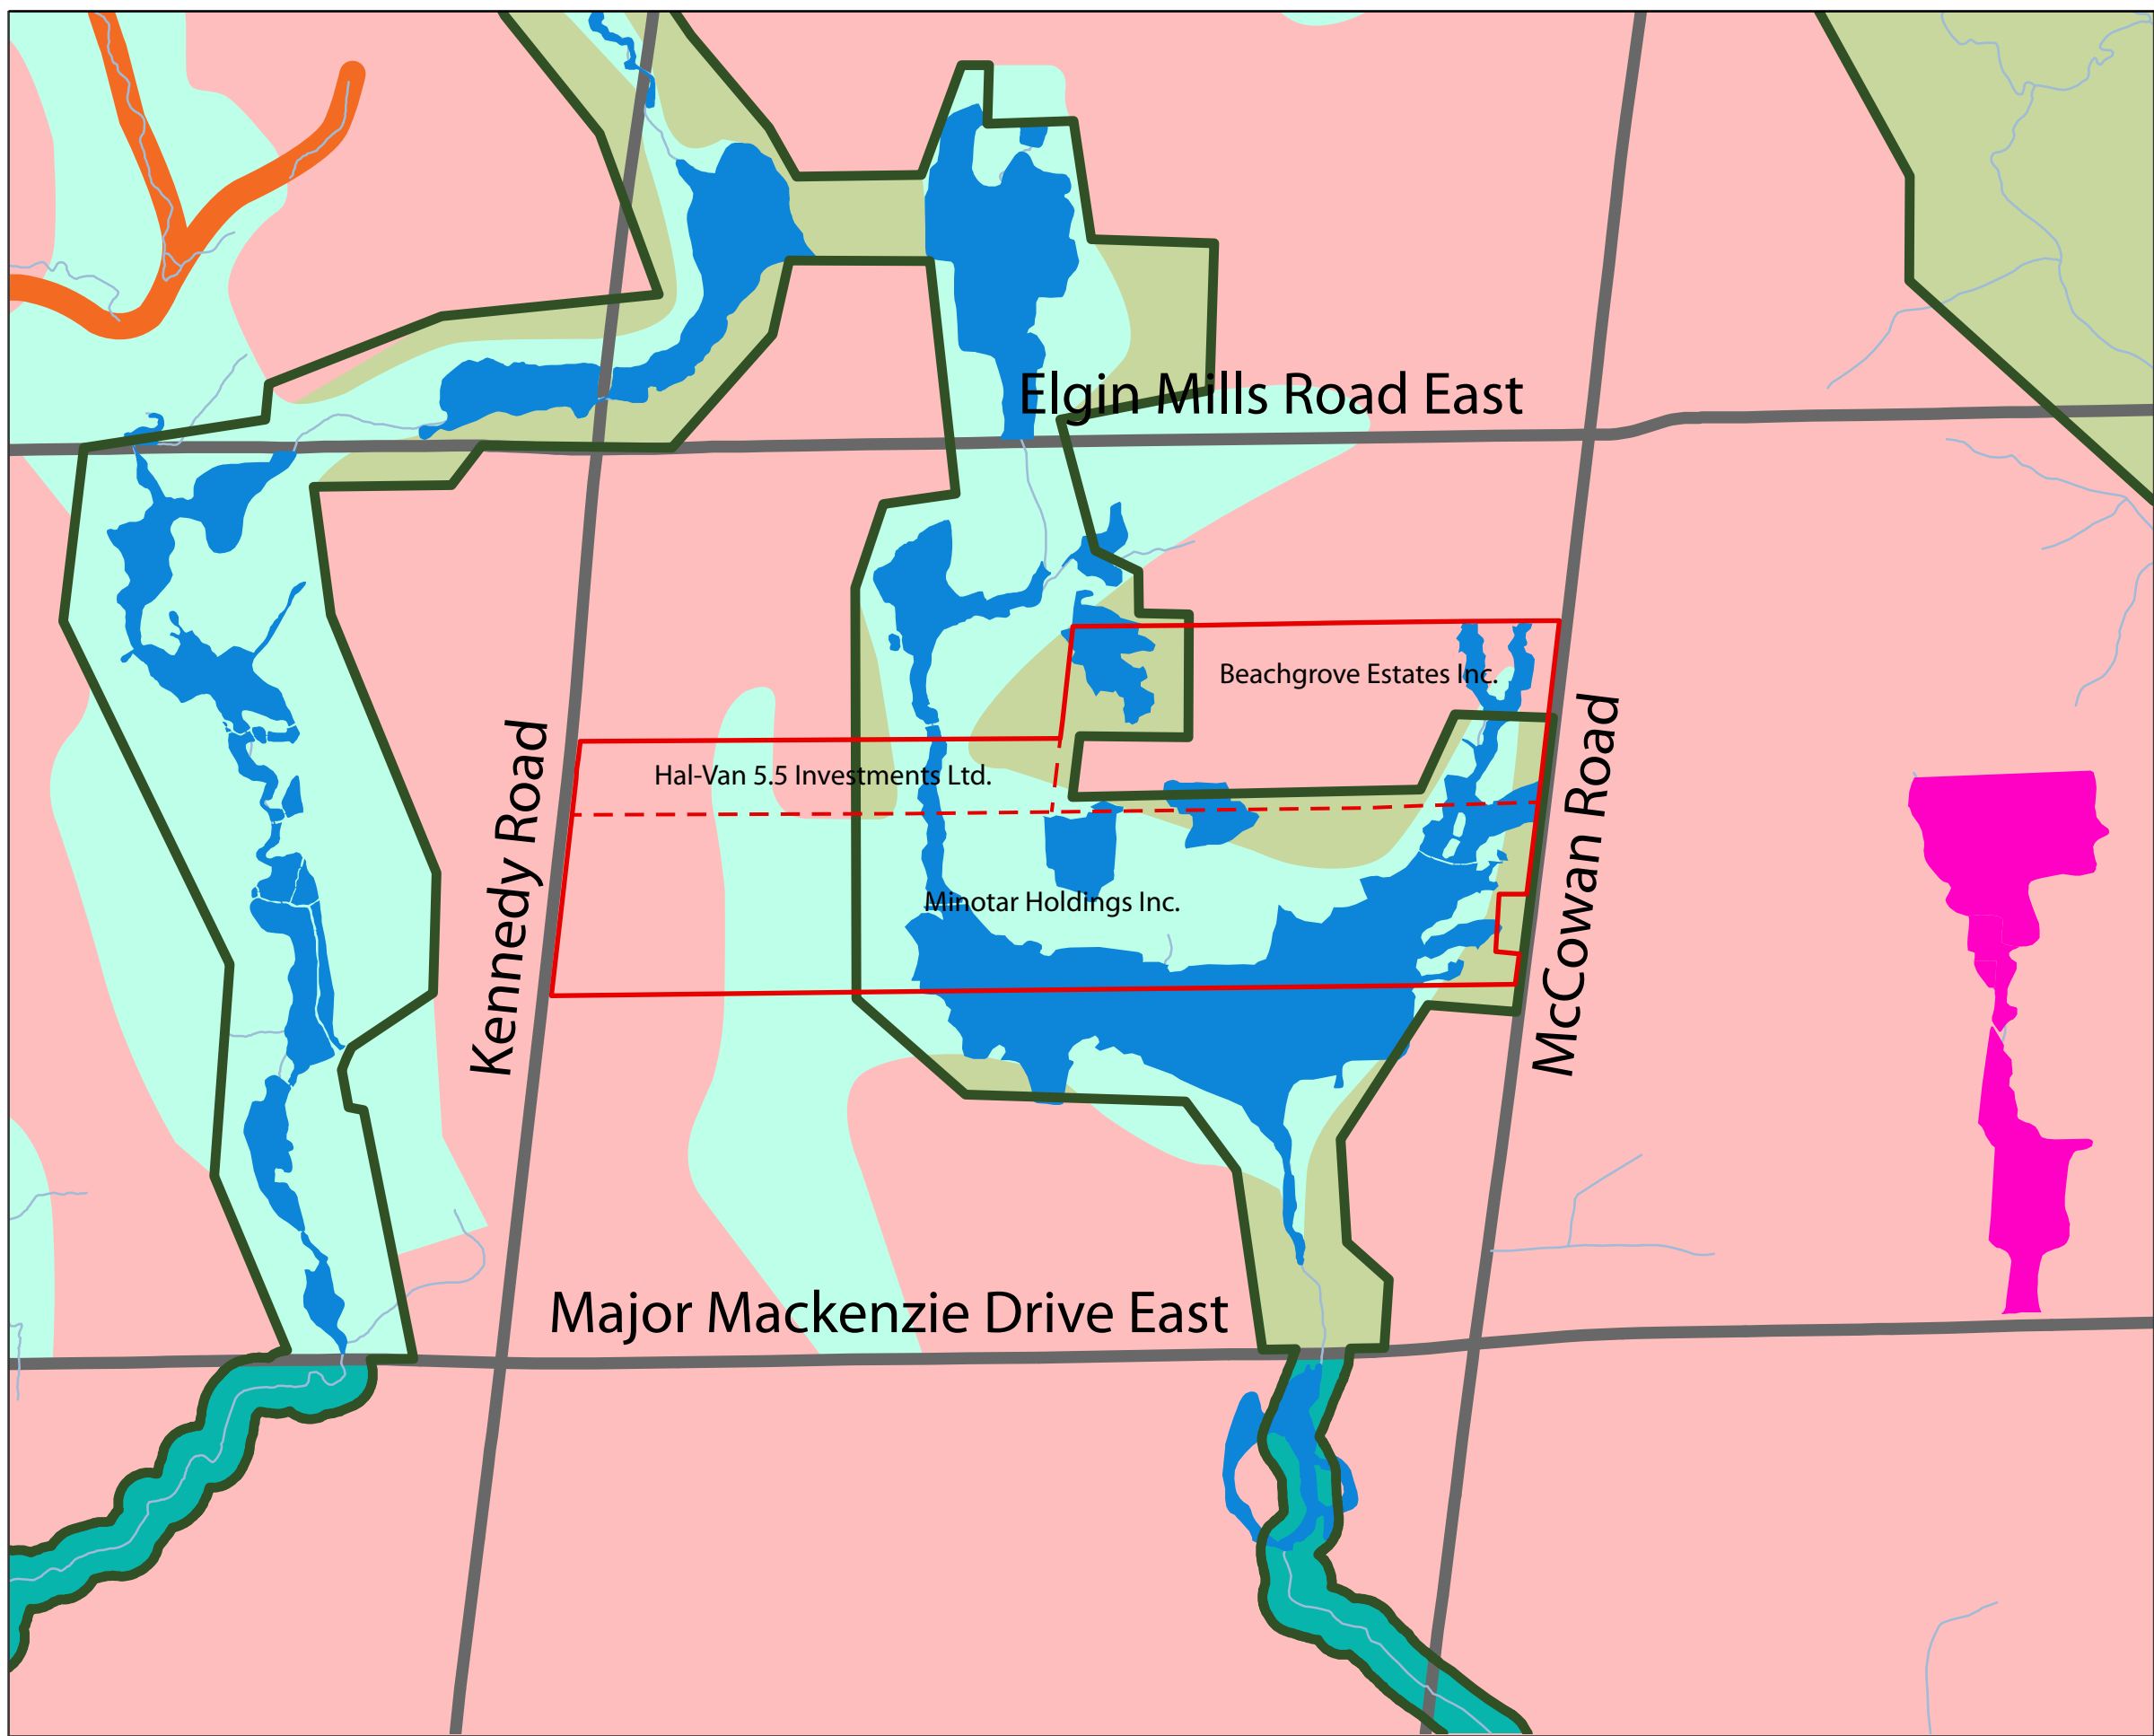 Elgin Mills Road East
Beachgrove Estates Inc.
Kennedy Road
Hal-Van 5.5 Investments Ltd.
McCowan Road
Minotar Holdings Inc.
Major Mackenzie Drive East